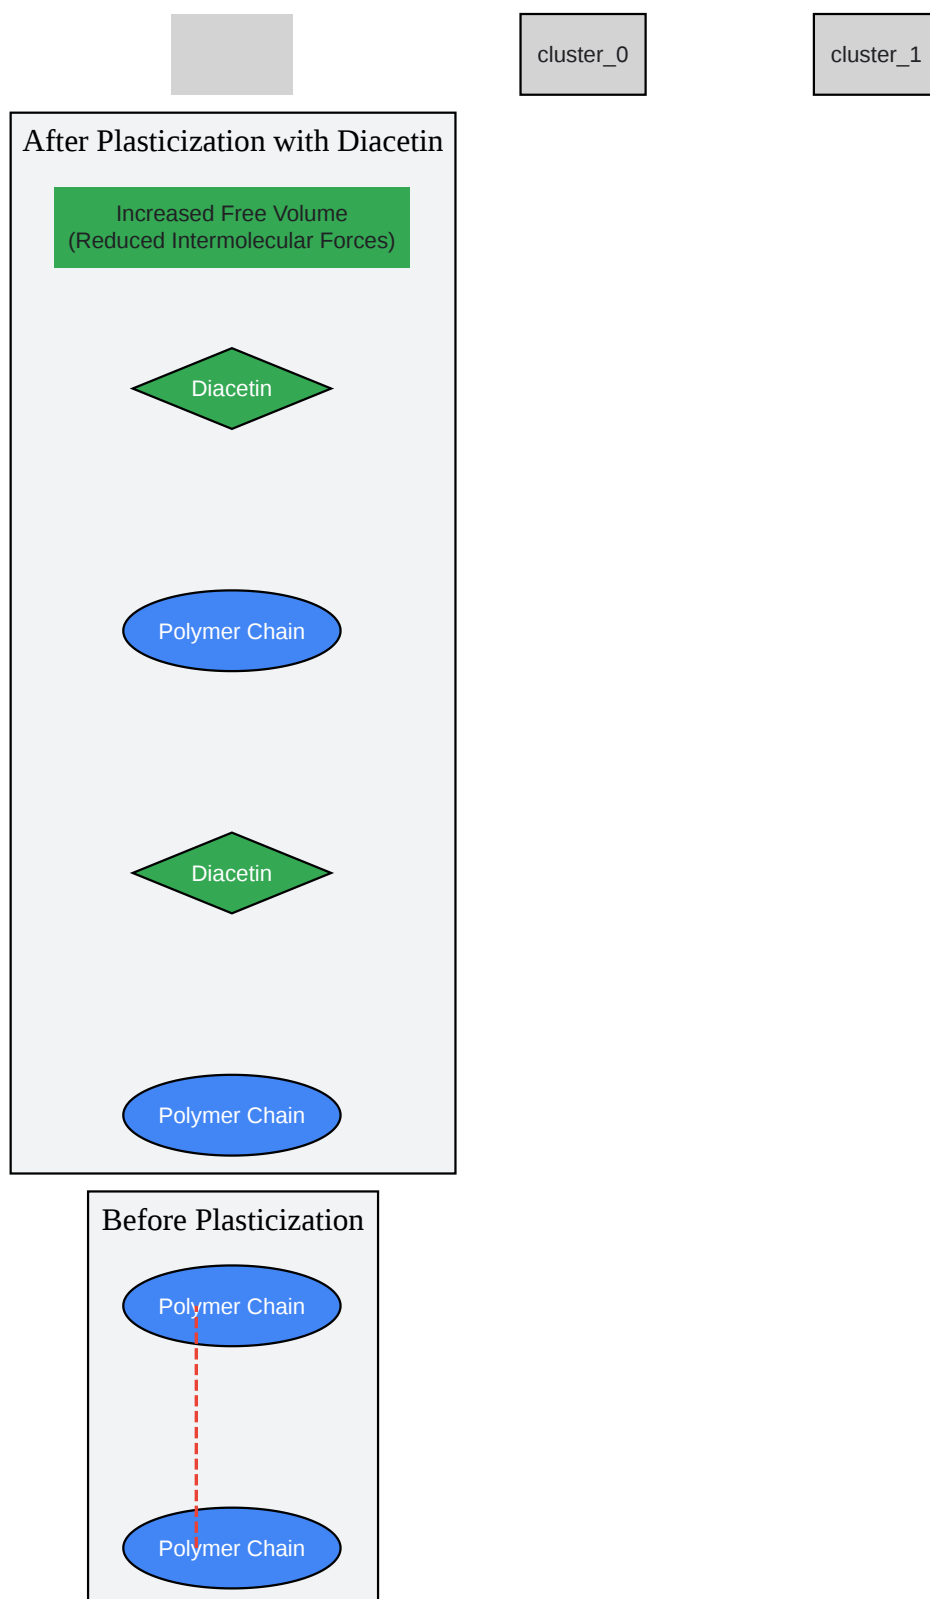 cluster_0
cluster_1
After Plasticization with Diacetin
Increased Free Volume
(Reduced Intermolecular Forces)
Diacetin
Polymer Chain
Diacetin
Polymer Chain
Before Plasticization
Polymer Chain
Polymer Chain